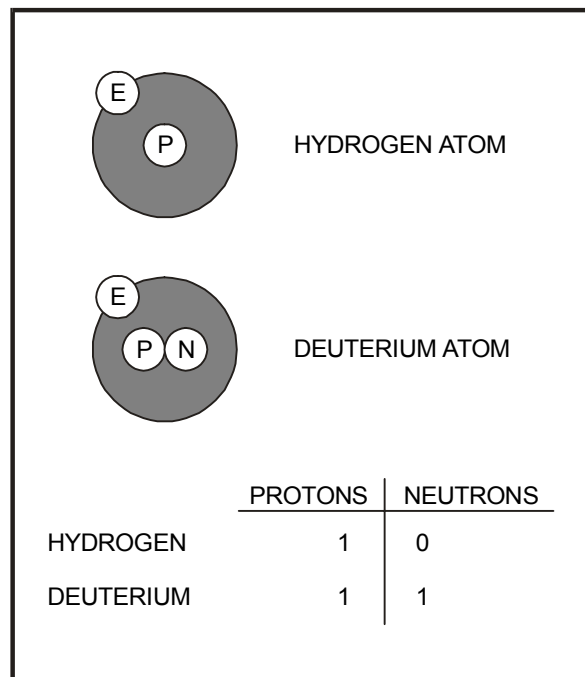 E
P
HYDROGEN ATOM
E
P N
DEUTERIUM ATOM
PROTONS NEUTRONS
HYDROGEN 1 0
DEUTERIUM 1 1